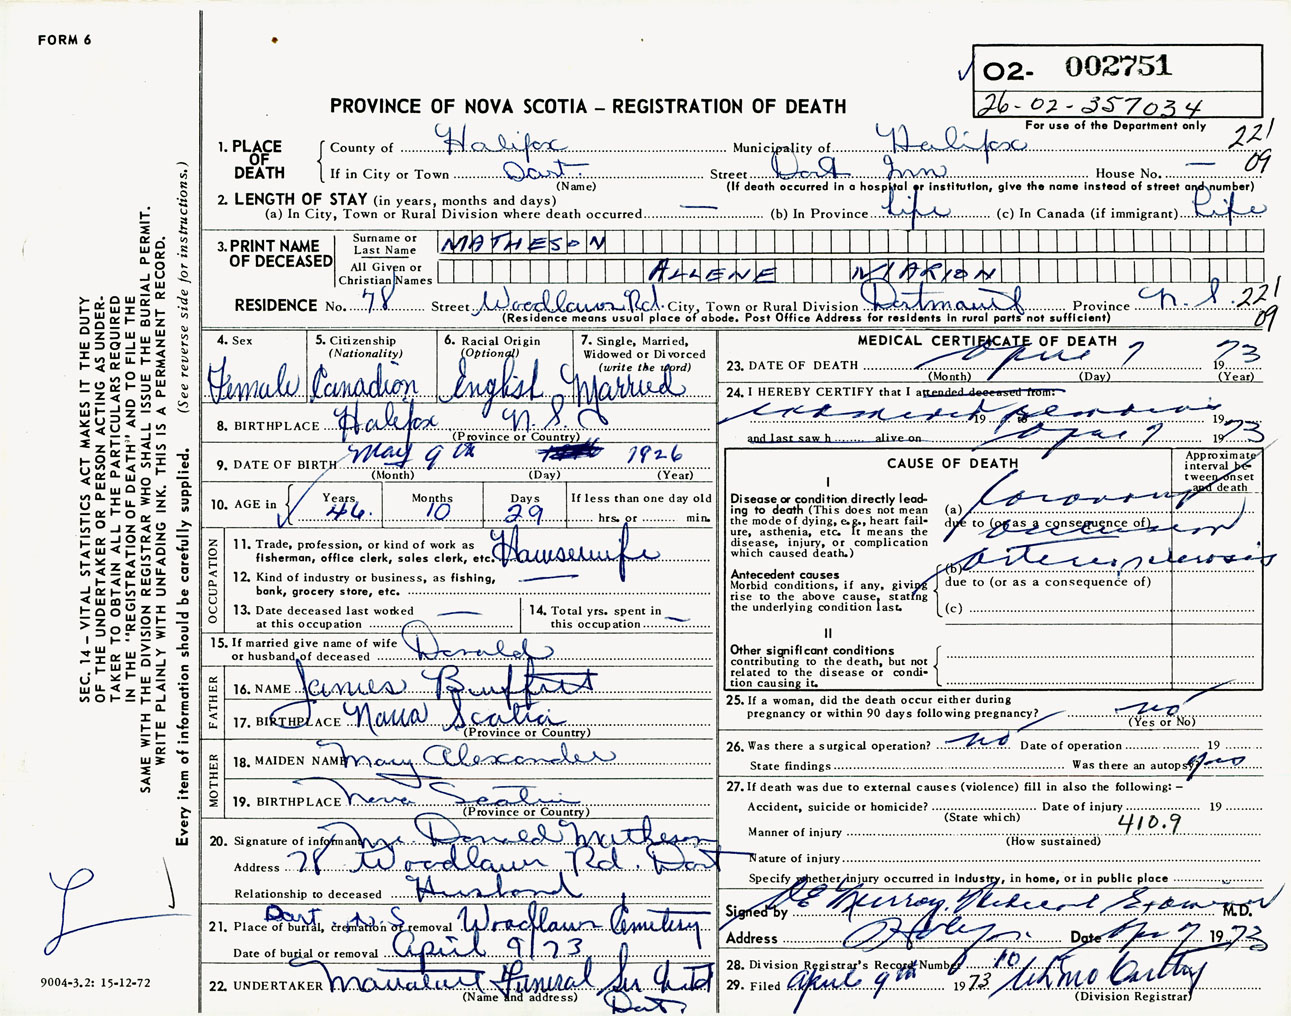 FORM 6
02- 002751
26-02-357034
For use of the Department only
PROVINCE OF NOVA SCOTIA – REGISTRATION OF DEATH
221
09
1. PLACE OF DEATH
County of Halifax Municipality of Halifax
If in City or Town Dart. Street Dart Inn House No. —
(Name) (If death occurred in a hospital or institution, give the name instead of street and number)
2. LENGTH OF STAY (in years, months and days)
(a) In City, Town or Rural Division where death occurred — (b) In Province Life (c) In Canada (if immigrant) Life
3. PRINT NAME OF DECEASED
Surname or Last Name MATHESON
All Given or Christian Names ALLENE MARION
RESIDENCE No. 78 Street Woodlawn Rd. City, Town or Rural Division Dartmouth Province N. S. 221
09
(Residence means usual place of abode. Post Office Address for residents in rural parts not sufficient)
4. Sex
Female
5. Citizenship
(Nationality)
Canadian
6. Racial Origin
(Optional)
English
7. Single, Married, Widowed or Divorced
(write the word)
Married
8. BIRTHPLACE Halifax N. S.
(Province or Country)
9. DATE OF BIRTH May 9th 1926
(Month) (Day) (Year)
10. AGE in
Years Months Days If less than one day old
46. 10 29 hrs. or min.
OCCUPATION
11. Trade, profession, or kind of work as fisherman, office clerk, sales clerk, etc. Housewife
12. Kind of industry or business, as fishing, bank, grocery store, etc. —
13. Date deceased last worked at this occupation —
14. Total yrs. spent in this occupation —
15. If married give name of wife or husband of deceased Donald
FATHER
16. NAME James
17. BIRTHPLACE Nova Scotia
(Province or Country)
MOTHER
18. MAIDEN NAME Mary Alexander
19. BIRTHPLACE Nova Scotia
(Province or Country)
20. Signature of informant Mr. Donald Matheson
Address 78 Woodlawn Rd. Dart
Relationship to deceased Husband
21. Place of burial, cremation or removal Dart. N.S. Woodlawn Cemetery
Date of burial or removal April 9/73
22. UNDERTAKER Funeral
(Name and address) Dart.
MEDICAL CERTIFICATE OF DEATH
23. DATE OF DEATH April 7 1973
(Month) (Day) (Year)
24. I HEREBY CERTIFY that I attended deceased from:
19 19
and last saw h alive on April 7 1973
CAUSE OF DEATH
Approximate interval between onset and death
I
Disease or condition directly leading to death (This does not mean the mode of dying, e.g., heart failure, asthenia, etc. It means the disease, injury, or complication which caused death.)
(a) Coronary
due to (or as a consequence of) occlusion
Antecedent causes
Morbid conditions, if any, giving rise to the above cause, stating the underlying condition last.
(b) arteriosclerosis
due to (or as a consequence of)
(c)
II
Other significant conditions contributing to the death, but not related to the disease or condition causing it.
25. If a woman, did the death occur either during pregnancy or within 90 days following pregnancy? no
(Yes or No)
26. Was there a surgical operation? no Date of operation 19
State findings Was there an autopsy?
27. If death was due to external causes (violence) fill in also the following: –
Accident, suicide or homicide? Date of injury 19
(State which)
410.9
Manner of injury
(How sustained)
Nature of injury
Specify whether injury occurred in industry, in home, or in public place
Signed by Murray, Medical Examiner M.D.
Address Date Apr 7 1973
28. Division Registrar's Record Number 10
29. Filed April 9th 1973
(Division Registrar)
SEC. 14 – VITAL STATISTICS ACT MAKES IT THE DUTY
OF THE UNDERTAKER OR PERSON ACTING AS UNDER-
TAKER TO OBTAIN ALL THE PARTICULARS REQUIRED
IN THE "REGISTRATION OF DEATH" AND TO FILE THE
SAME WITH THE DIVISION REGISTRAR WHO SHALL ISSUE THE BURIAL PERMIT.
WRITE PLAINLY WITH UNFADING INK. THIS IS A PERMANENT RECORD.
Every item of information should be carefully supplied. (See reverse side for instructions.)
9004-3.2: 15-12-72